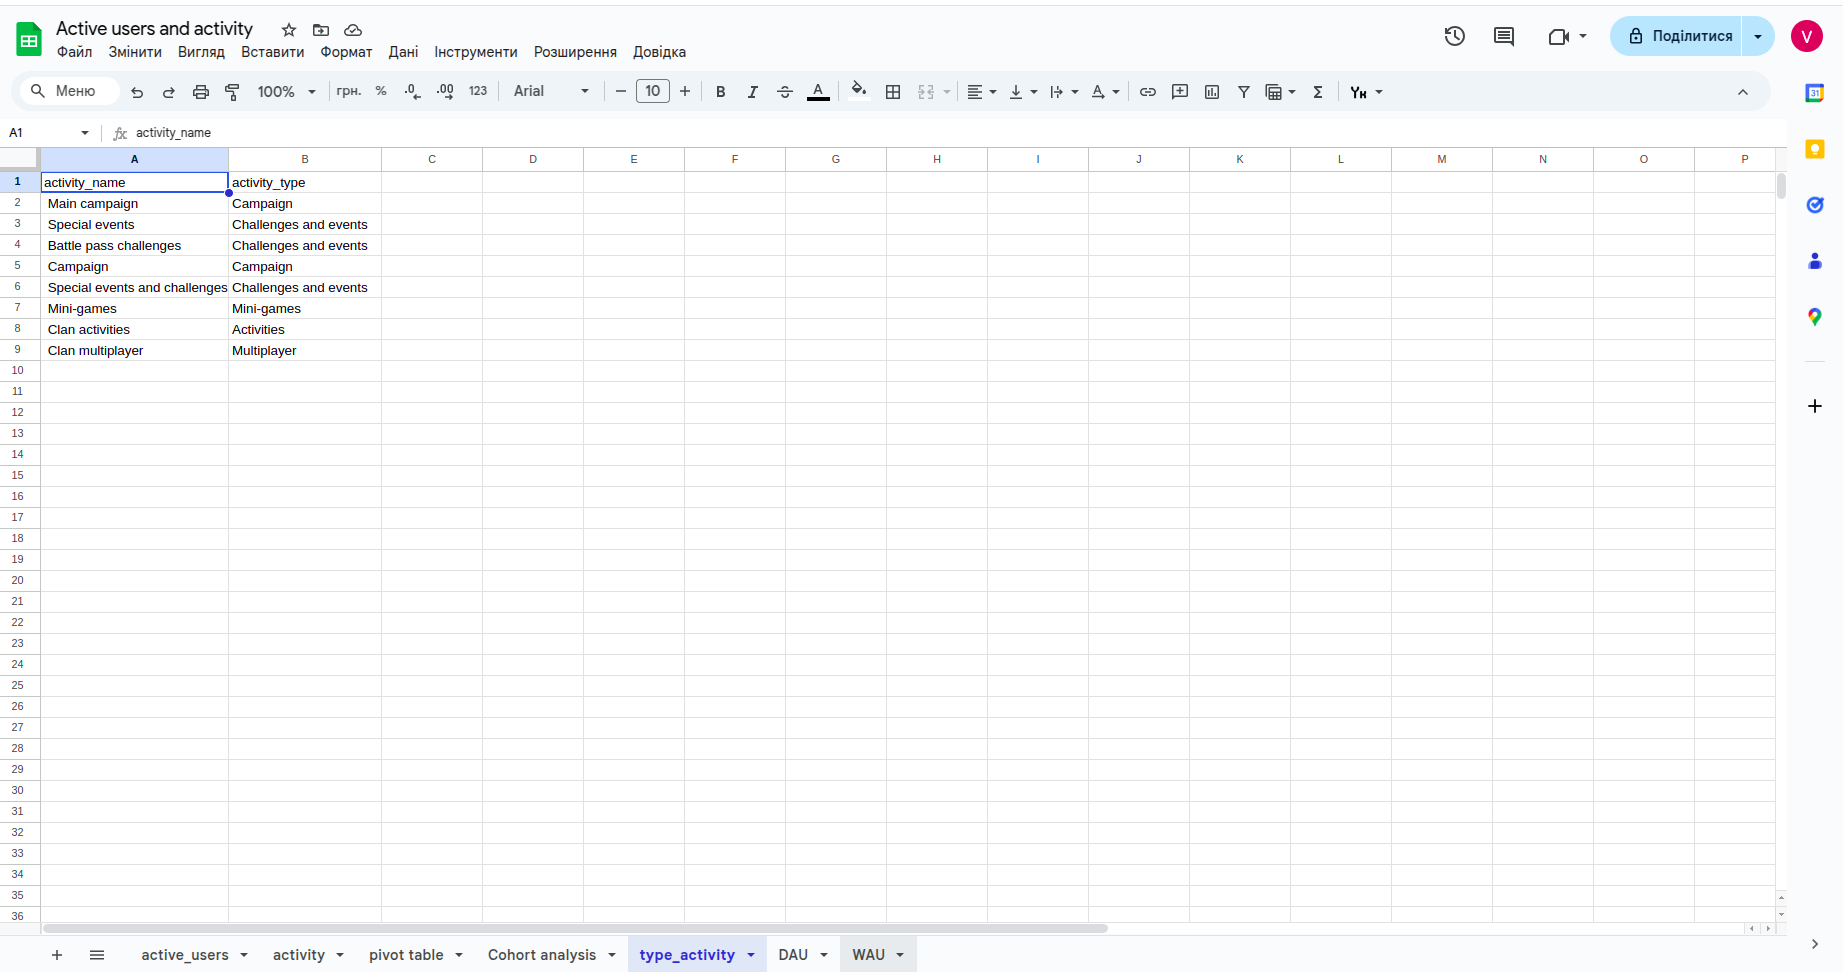 Active users and activity
Файл Змінити Вигляд Вставити Формат Дані Інструменти Розширення Довідка
Поділитися
V
Меню 100% грн. % .0 .00 123 Arial 10 B I A Σ Ун
31
A1 fx activity_name
A B C D E F G H I J K L M N O P
1 activity_name activity_type
2 Main campaign Campaign
3 Special events Challenges and events
4 Battle pass challenges Challenges and events
5 Campaign Campaign
6 Special events and challenges Challenges and events
7 Mini-games Mini-games
8 Clan activities Activities
9 Clan multiplayer Multiplayer
10
11
12
13
14
15
16
17
18
19
20
21
22
23
24
25
26
27
28
29
30
31
32
33
34
35
36
active_users activity pivot table Cohort analysis type_activity DAU WAU